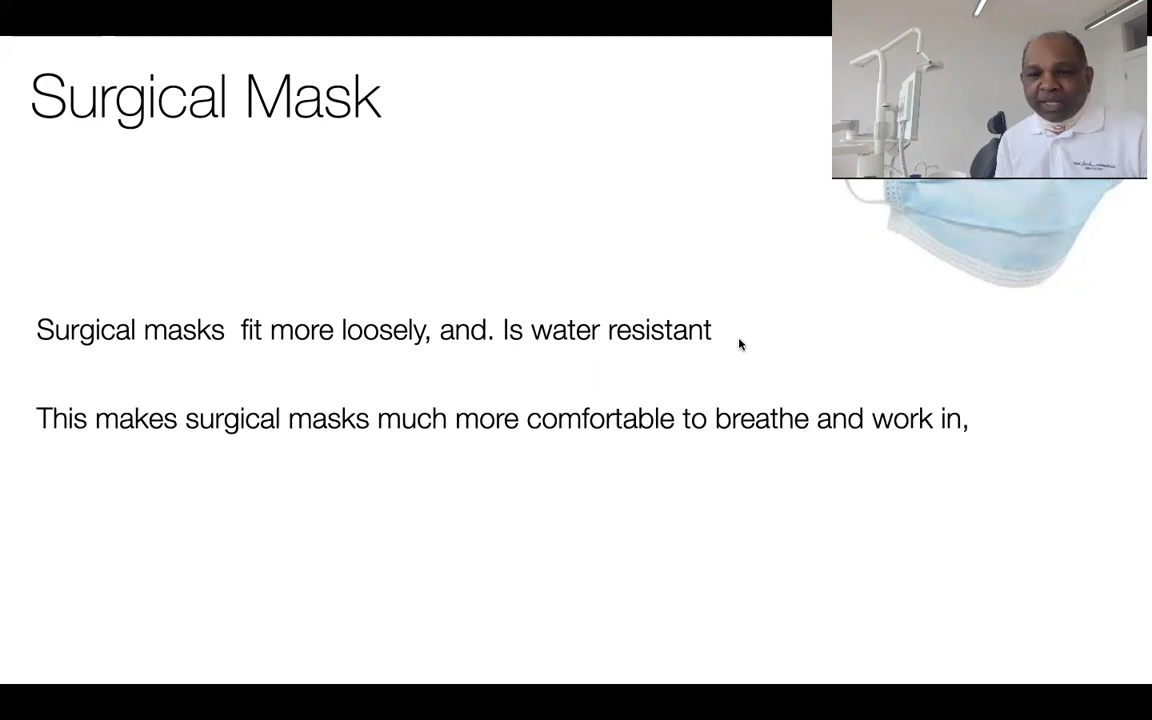 Surgical Mask
Surgical masks  fit more loosely, and. Is water resistant
This makes surgical masks much more comfortable to breathe and work in,